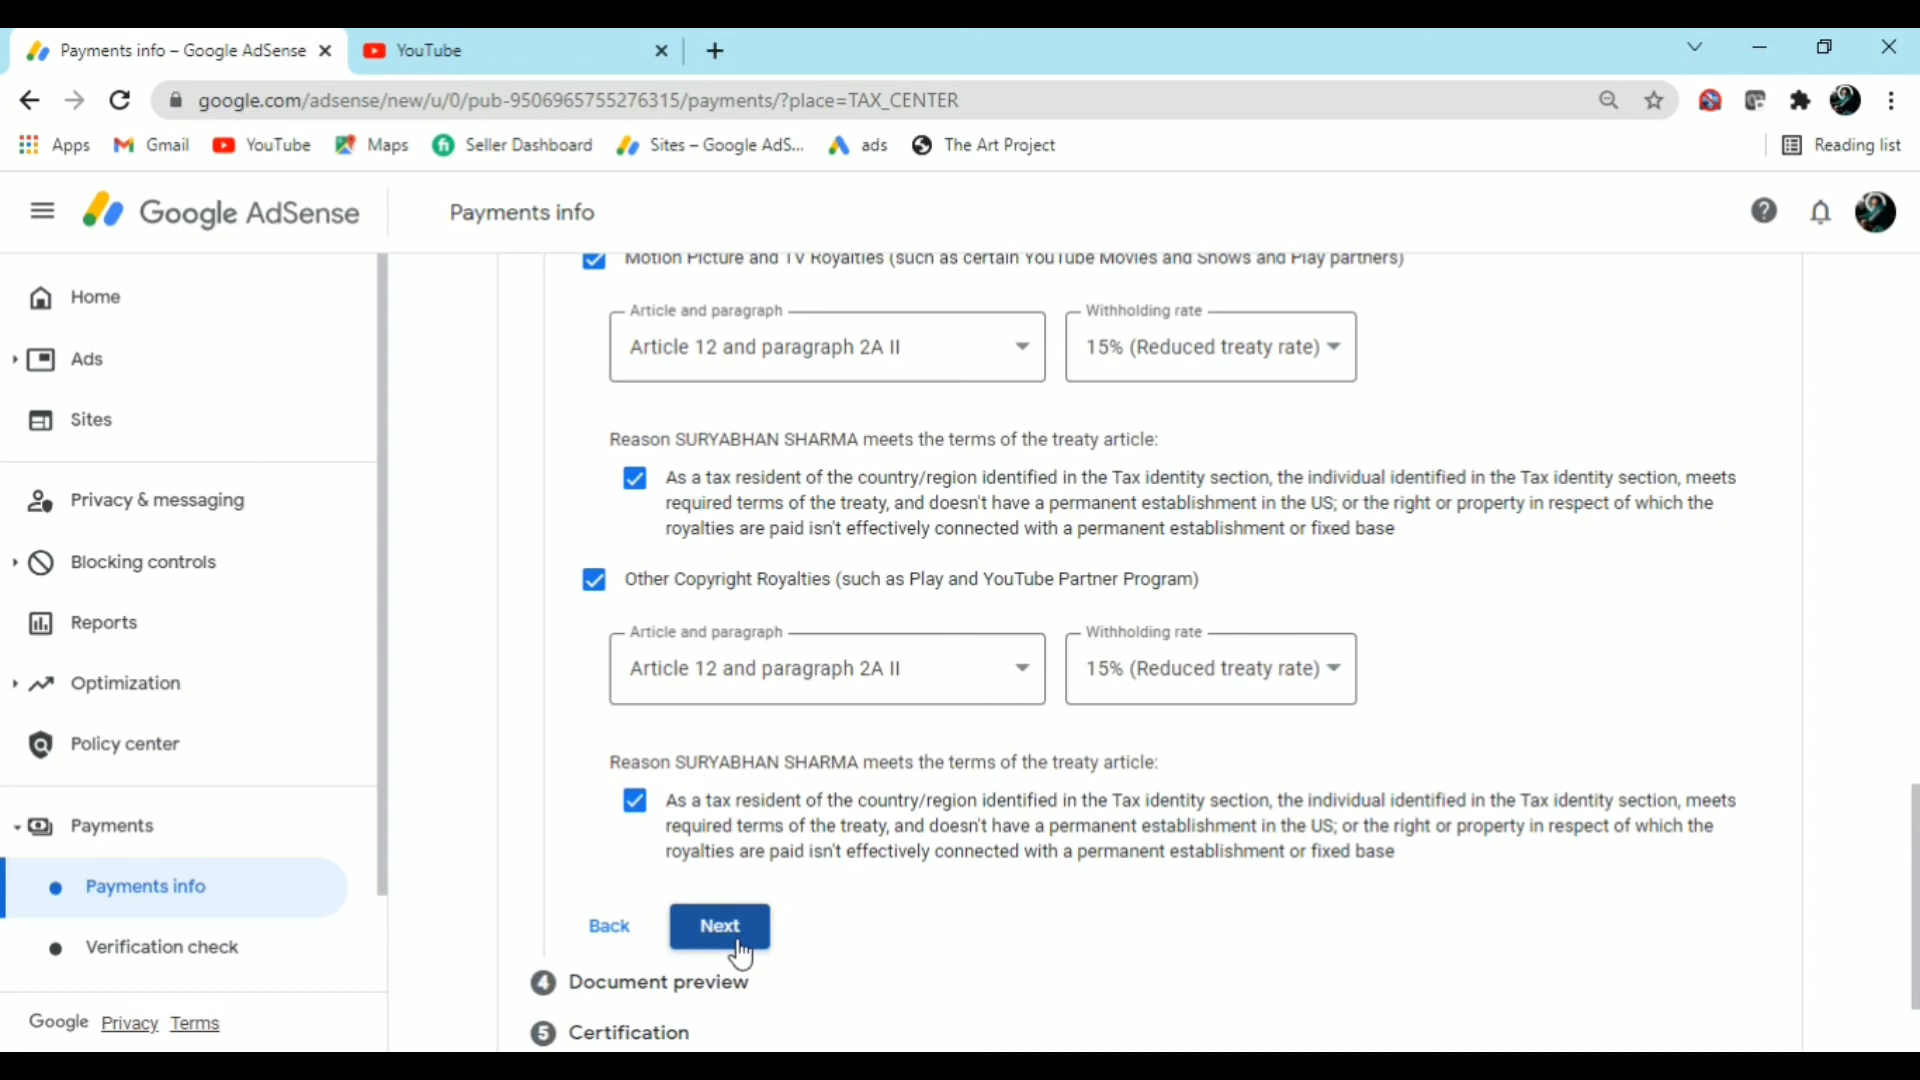 Payments info – Google AdSense
YouTube
google.com/adsense/new/u/0/pub-9506965755276315/payments/?place=TAX_CENTER
Apps
Gmail
YouTube
Maps
Seller Dashboard
Sites – Google AdS...
ads
The Art Project
Reading list
Google AdSense
Payments info
Home
Ads
Sites
Privacy & messaging
Blocking controls
Reports
Optimization
Policy center
Payments
Payments info
Verification check
Google Privacy Terms
Motion Picture and TV Royalties (such as certain YouTube Movies and Shows and Play partners)
Article and paragraph
Article 12 and paragraph 2A II
Withholding rate
15% (Reduced treaty rate)
Reason SURYABHAN SHARMA meets the terms of the treaty article:
As a tax resident of the country/region identified in the Tax identity section, the individual identified in the Tax identity section, meets
required terms of the treaty, and doesn't have a permanent establishment in the US; or the right or property in respect of which the
royalties are paid isn't effectively connected with a permanent establishment or fixed base
Other Copyright Royalties (such as Play and YouTube Partner Program)
Article and paragraph
Article 12 and paragraph 2A II
Withholding rate
15% (Reduced treaty rate)
Reason SURYABHAN SHARMA meets the terms of the treaty article:
As a tax resident of the country/region identified in the Tax identity section, the individual identified in the Tax identity section, meets
required terms of the treaty, and doesn't have a permanent establishment in the US; or the right or property in respect of which the
royalties are paid isn't effectively connected with a permanent establishment or fixed base
Back
Next
4 Document preview
5 Certification